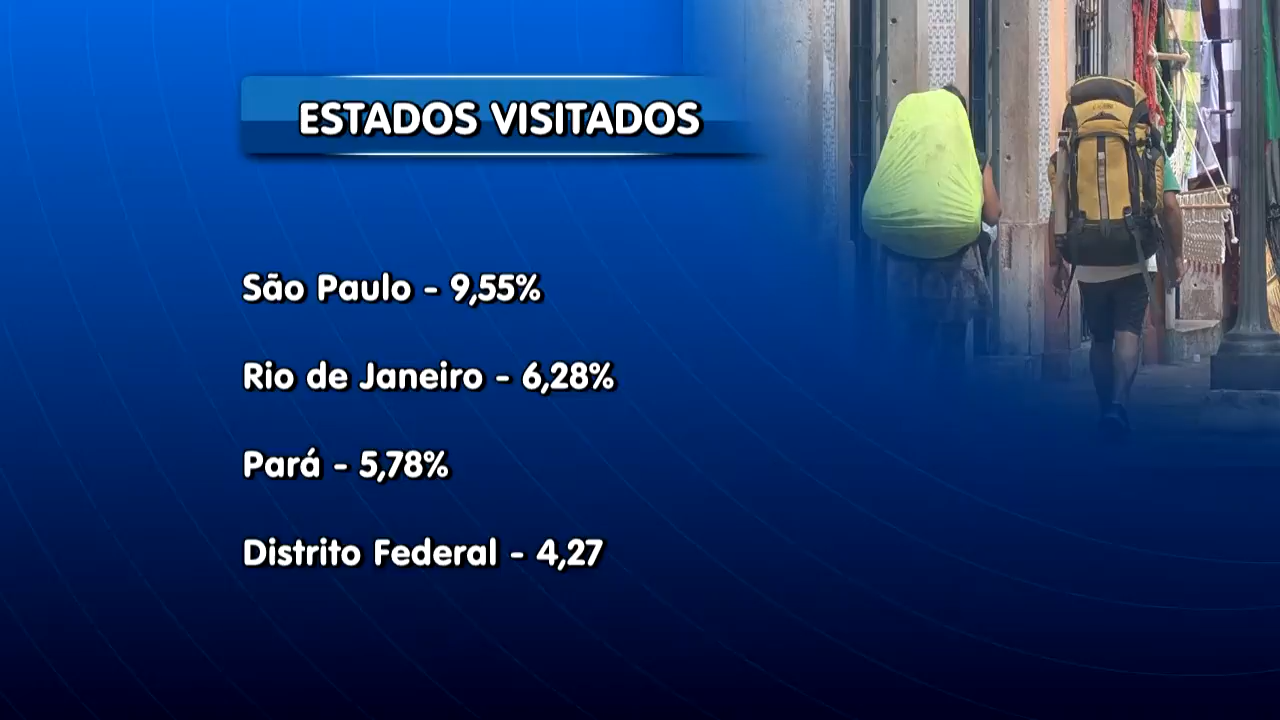 ESTADOS VISITADOS
São Paulo - 9,55%
Rio de Janeiro - 6,28%
Pará - 5,78%
Distrito Federal - 4,27